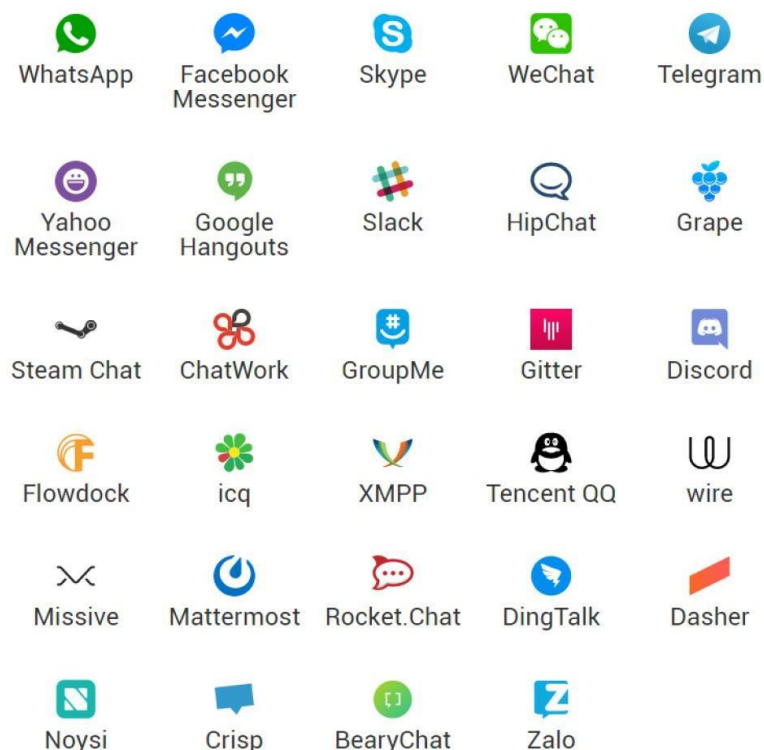 WhatsApp
Facebook
Messenger
Skype
WeChat
Telegram
Yahoo
Messenger
Google
Hangouts
Slack
HipChat
Grape
Steam Chat
ChatWork
GroupMe
Gitter
Discord
Flowdock
icq
XMPP
Tencent QQ
wire
Missive
Mattermost
Rocket.Chat
DingTalk
Dasher
Noysi
Crisp
BearyChat
Zalo